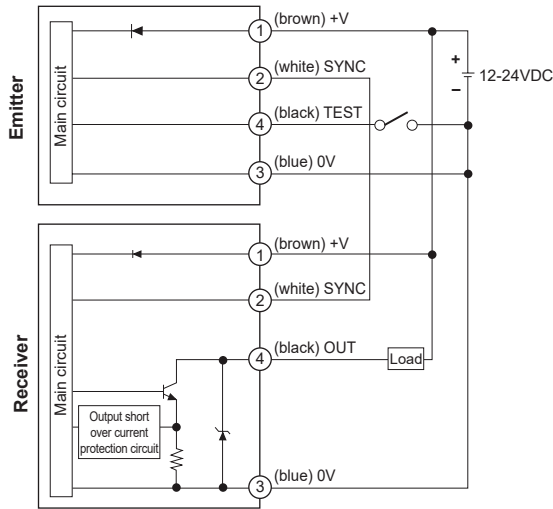 Emitter
Main circuit
1 (brown) +V
2 (white) SYNC
4 (black) TEST
3 (blue) 0V
+
12-24VDC
−
Receiver
Main circuit
1 (brown) +V
2 (white) SYNC
4 (black) OUT
Load
Output short
over current
protection circuit
3 (blue) 0V